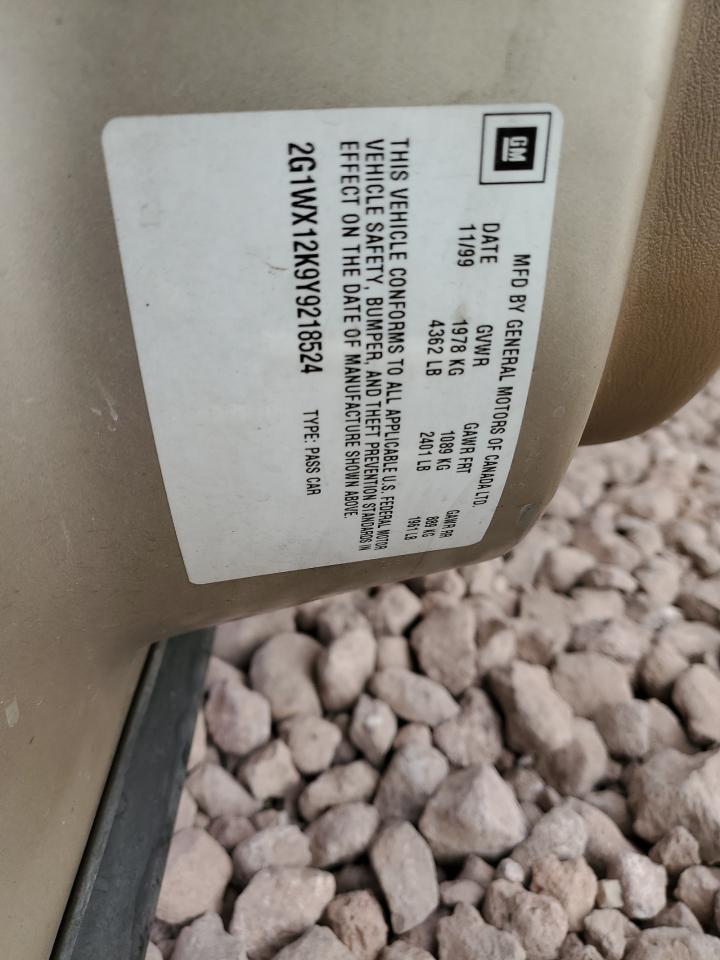 GM
MFD BY GENERAL MOTORS OF CANADA LTD.
DATE GVWR GAWR FRT GAWR RR
11/99 1978 KG 1089 KG 889 KG
4362 LB 2401 LB 1961 LB
THIS VEHICLE CONFORMS TO ALL APPLICABLE U.S. FEDERAL MOTOR
VEHICLE SAFETY, BUMPER, AND THEFT PREVENTION STANDARDS IN
EFFECT ON THE DATE OF MANUFACTURE SHOWN ABOVE.
2G1WX12K9Y9218524 TYPE: PASS CAR